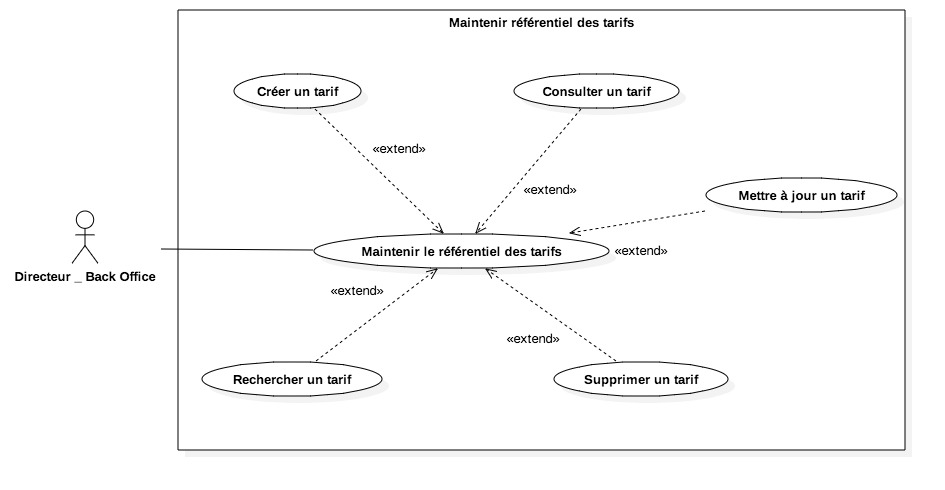 Maintenir référentiel des tarifs
Créer un tarif
Consulter un tarif
«extend»
«extend»
Mettre à jour un tarif
Maintenir le référentiel des tarifs
«extend»
Directeur _ Back Office
«extend»
«extend»
Rechercher un tarif
Supprimer un tarif